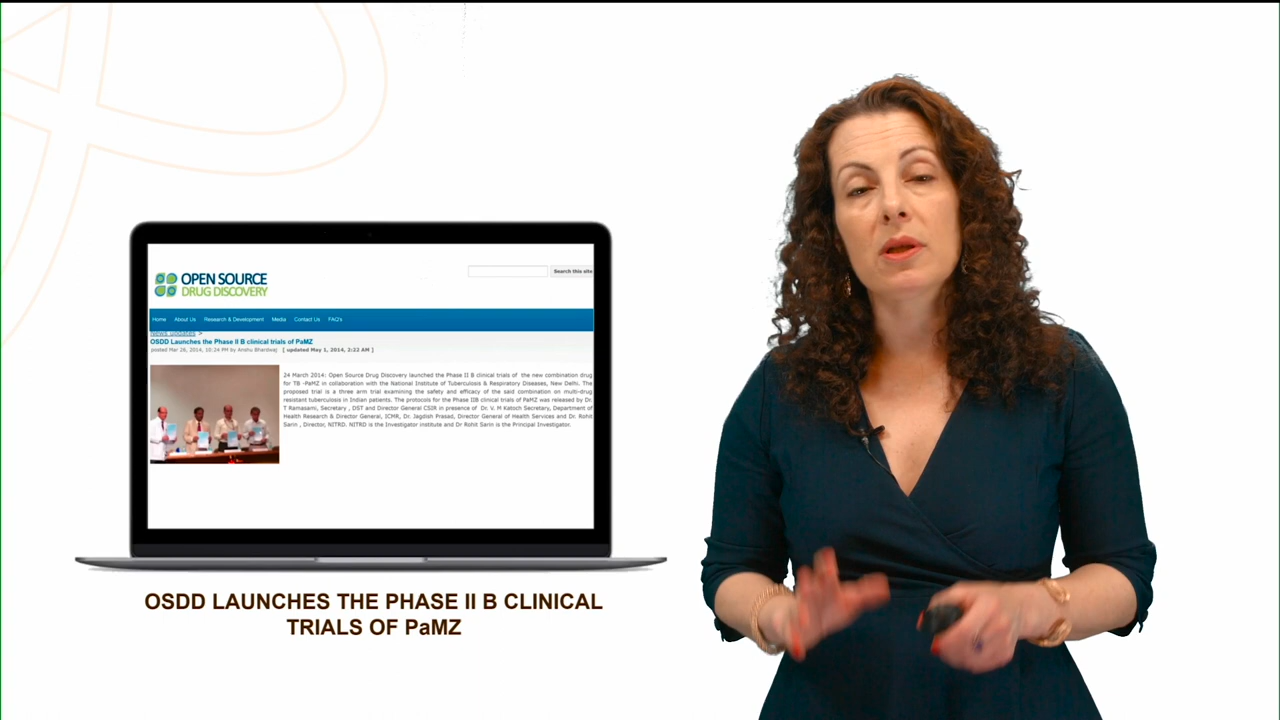 OPEN SOURCE
DRUG DISCOVERY
Search this site
Home About Us Research & Development Media Contact Us FAQ's
News updates >
OSDD Launches the Phase II B clinical trials of PaMZ
posted Mar 26, 2014, 10:24 PM by Anshu Bhardwaj [ updated May 1, 2014, 2:22 AM ]
24 March 2014: Open Source Drug Discovery launched the Phase II B clinical trials of the new combination drug
for TB -PaMZ in collaboration with the National Institute of Tuberculosis & Respiratory Diseases, New Delhi. The
proposed trial is a three arm trial examining the safety and efficacy of the said combination on multi-drug
resistant tuberculosis in Indian patients. The protocols for the Phase IIB clinical trials of PaMZ was released by Dr.
T Ramasami, Secretary , DST and Director General CSIR in presence of Dr. V. M Katoch Secretary, Department of
Health Research & Director General, ICMR, Dr. Jagdish Prasad, Director General of Health Services and Dr. Rohit
Sarin , Director, NITRD. NITRD is the Investigator institute and Dr Rohit Sarin is the Principal Investigator.
OSDD LAUNCHES THE PHASE II B CLINICAL
TRIALS OF PaMZ